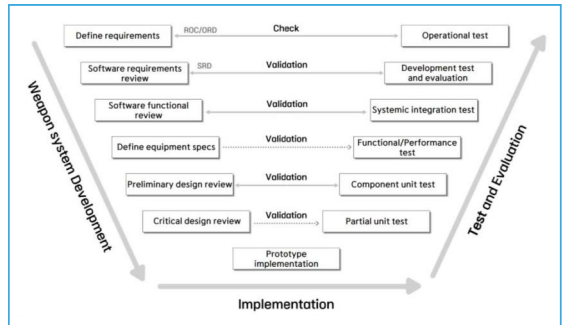 Define requirements
ROC/ORD
Check
Operational test
Software requirements
review
SRD
Validation
Development test
and evaluation
Software functional
review
Validation
Systemic integration test
Define equipment specs
Validation
Functional/Performance
test
Preliminary design review
Validation
Component unit test
Critical design review
Validation
Partial unit test
Prototype
implementation
Weapon system Development
Implementation
Test and Evaluation